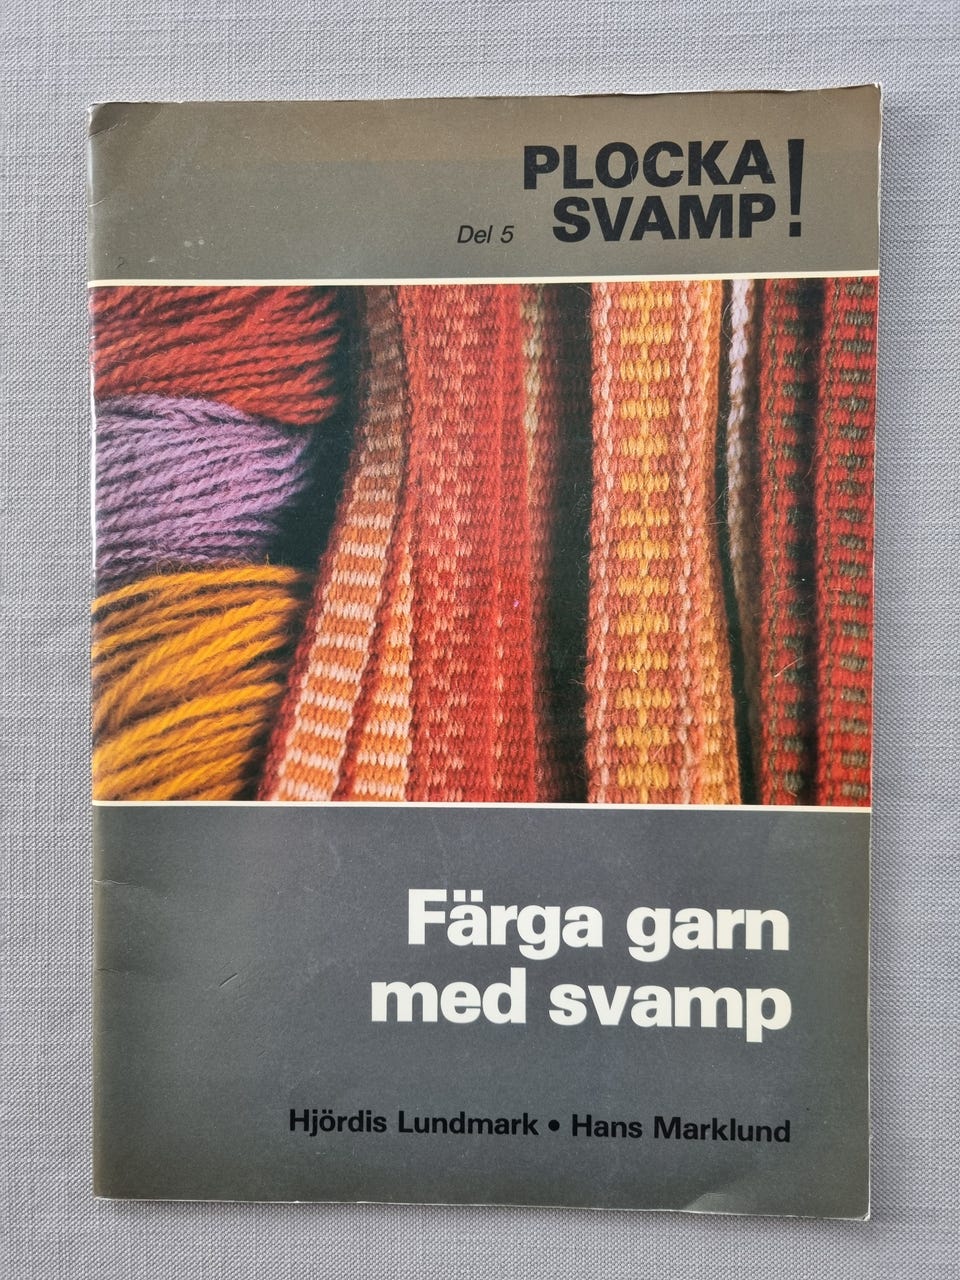 PLOCKA
SVAMP!
Del 5
Färga garn
med svamp
Hjördis Lundmark • Hans Marklund